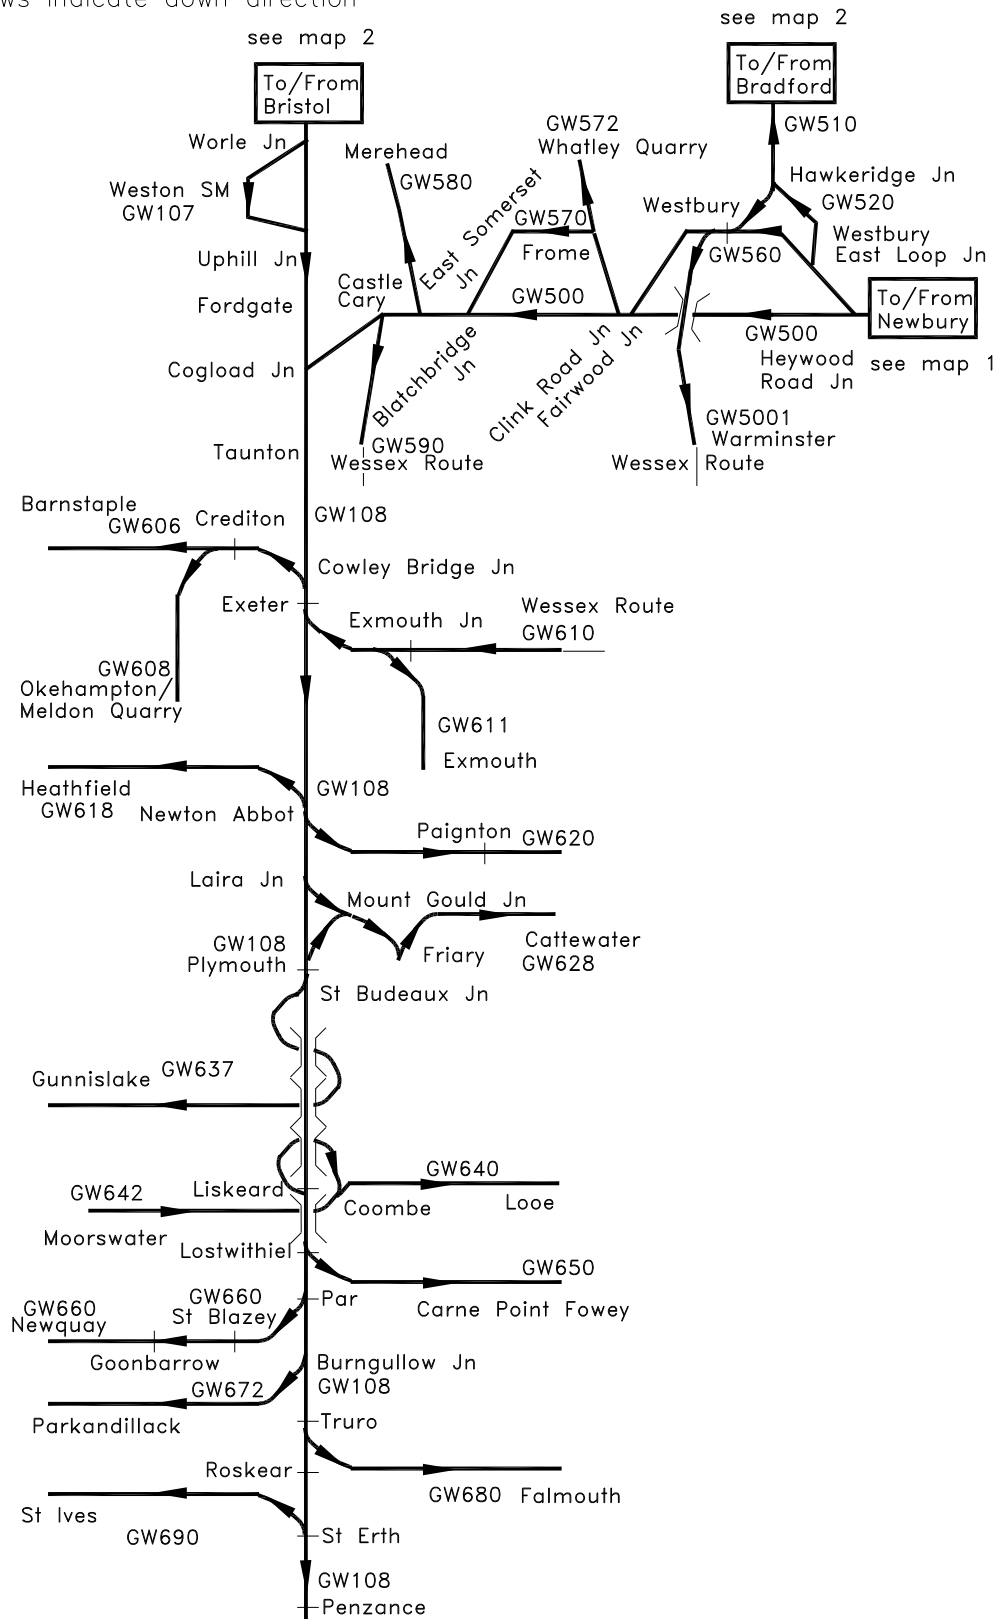 ws indicate down direction
see map 2
see map 2
To/From
Bristol
To/From
Bradford
GW510
Worle Jn
Merehead
GW572
Whatley Quarry
Weston SM
GW107
GW580
Hawkeridge Jn
GW520
Westbury
East Somerset
Jn
GW570
Frome
Westbury
East Loop Jn
GW560
Uphill Jn
Castle
Cary
GW500
To/From
Newbury
Fordgate
GW500
Heywood
Road Jn
see map 1
Cogload Jn
Blatchbridge
Jn
Clink Road Jn
Fairwood Jn
GW5001
Warminster
Taunton
GW590
Wessex Route
Wessex Route
Barnstaple
GW606
Crediton
GW108
Cowley Bridge Jn
Exeter
Wessex Route
Exmouth Jn
GW610
GW608
Okehampton/
Meldon Quarry
GW611
Exmouth
Heathfield
GW618
GW108
Newton Abbot
Paignton
GW620
Laira Jn
Mount Gould Jn
GW108
Plymouth
Friary
Cattewater
GW628
St Budeaux Jn
Gunnislake
GW637
GW640
Liskeard
GW642
Coombe
Looe
Moorswater
Lostwithiel
GW650
GW660
Newquay
GW660
St Blazey
Par
Carne Point Fowey
Goonbarrow
Burngullow Jn
GW108
GW672
Parkandillack
Truro
Roskear
GW680 Falmouth
St Ives
GW690
St Erth
GW108
Penzance